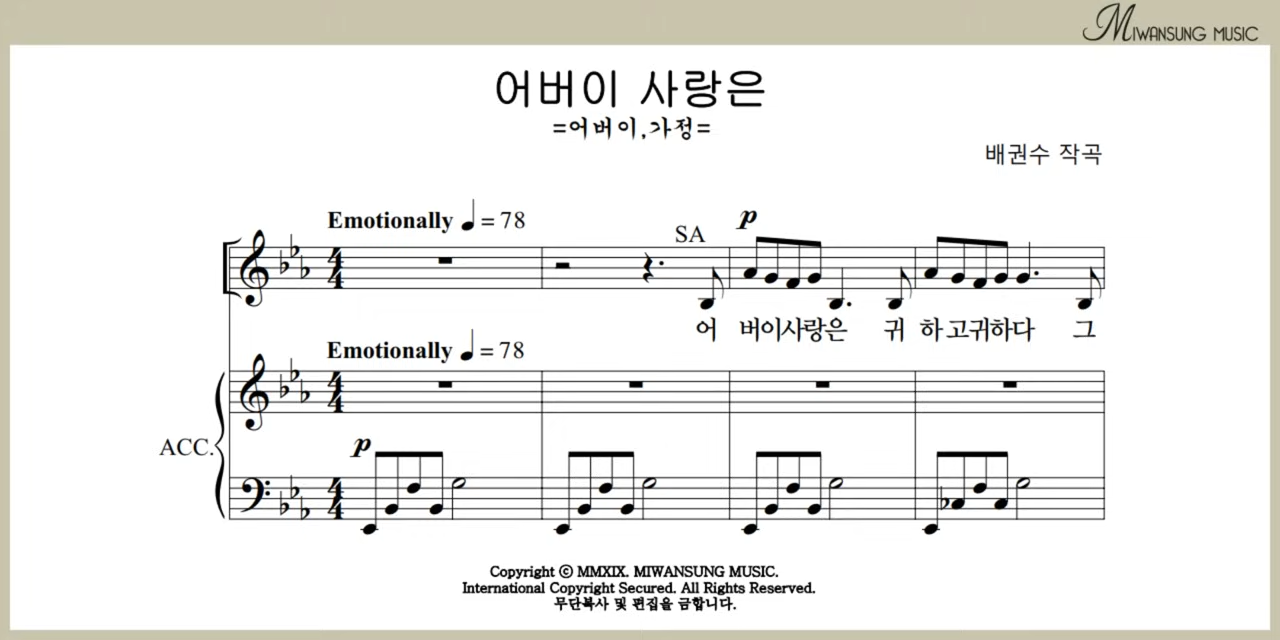 MIWANSUNG MUSIC
어버이 사랑은
=어버이,가정=
배권수 작곡
Emotionally ♩ = 78
SA
p
어 버이사랑은 귀 하고귀하다 그
Emotionally ♩ = 78
ACC.
p
Copyright ⓒ MMXIX. MIWANSUNG MUSIC.
International Copyright Secured. All Rights Reserved.
무단복사 및 편집을 금합니다.